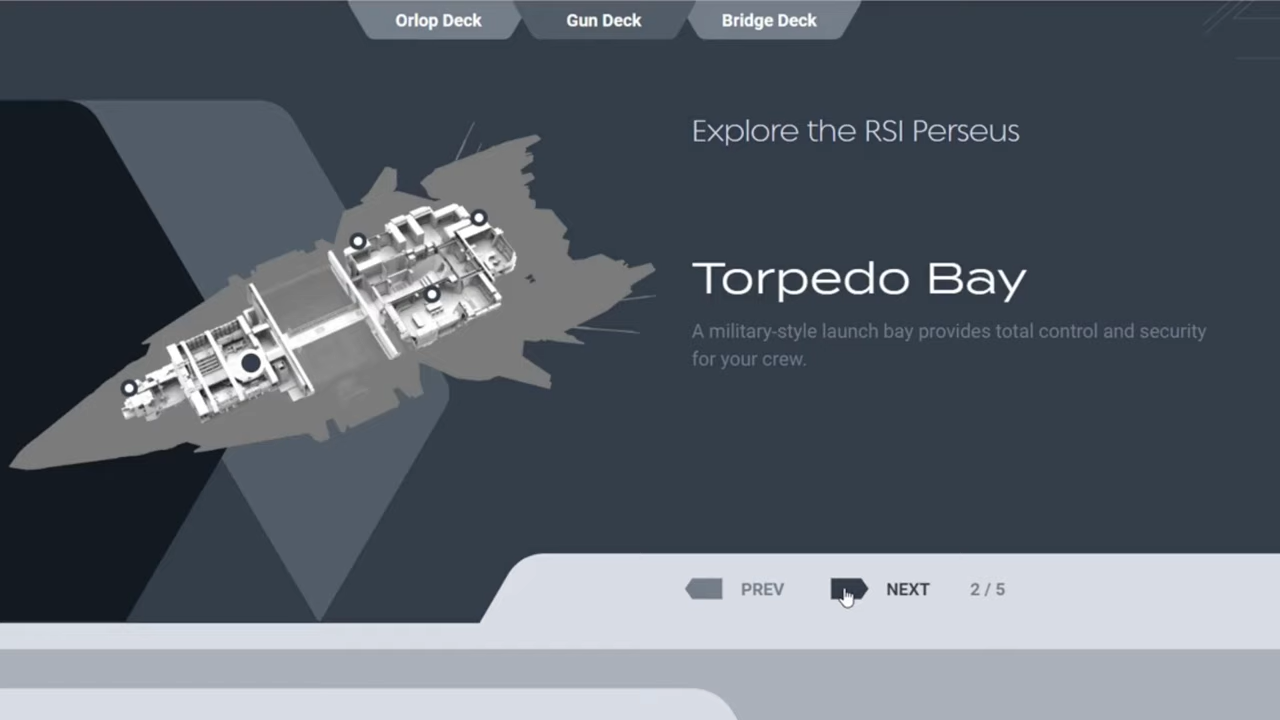 Orlop Deck
Gun Deck
Bridge Deck
Explore the RSI Perseus
Torpedo Bay
A military-style launch bay provides total control and security
for your crew.
PREV
NEXT
2 / 5